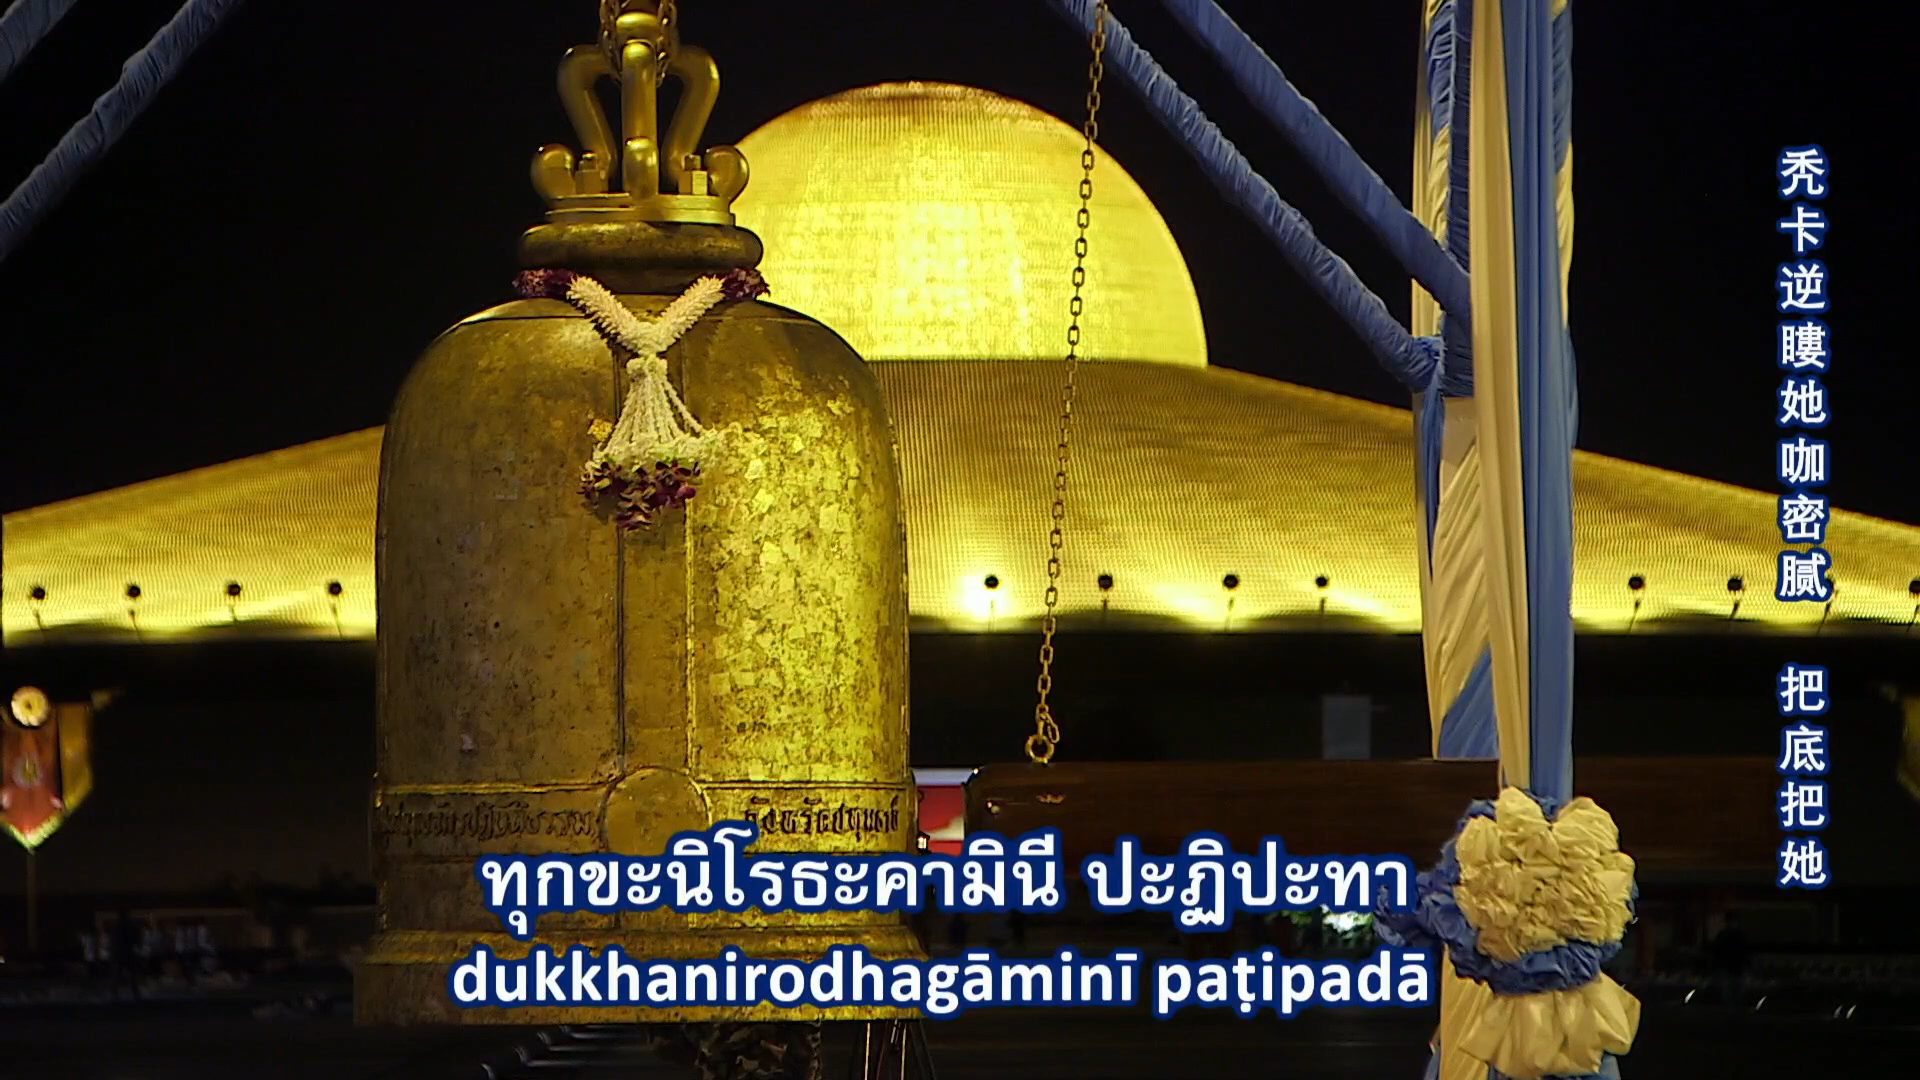 ทุกขะนิโรธะคามินี ปะฏิปะทา
dukkhanirodhagāminī paṭipadā
秃卡逆瞜她咖密腻 把底把她